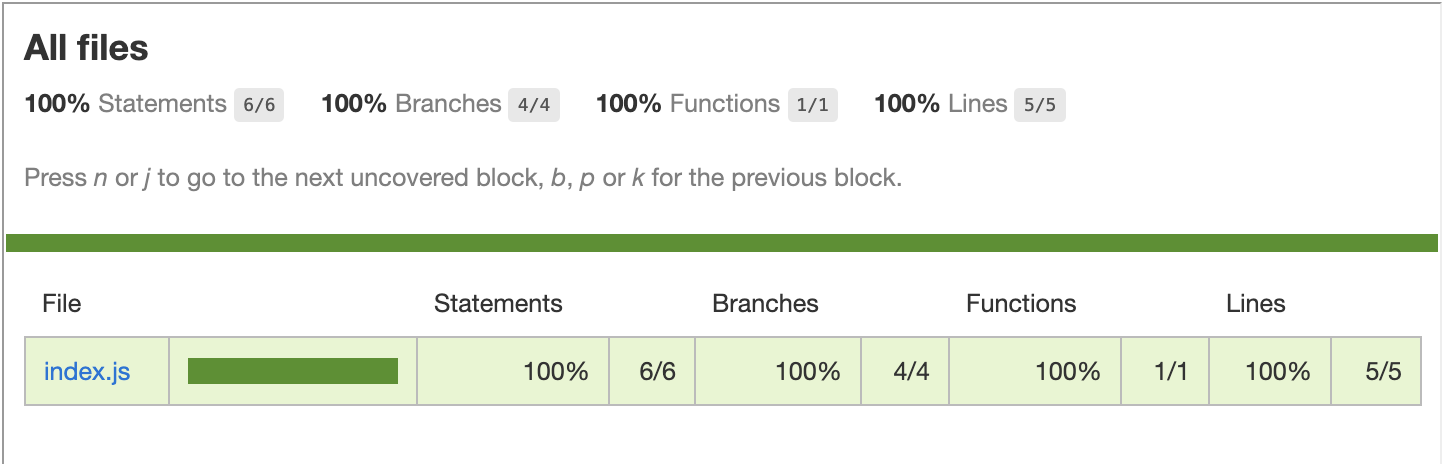 All files
100% Statements 6/6 100% Branches 4/4 100% Functions 1/1 100% Lines 5/5
Press n or j to go to the next uncovered block, b, p or k for the previous block.
File Statements Branches Functions Lines
index.js 100% 6/6 100% 4/4 100% 1/1 100% 5/5